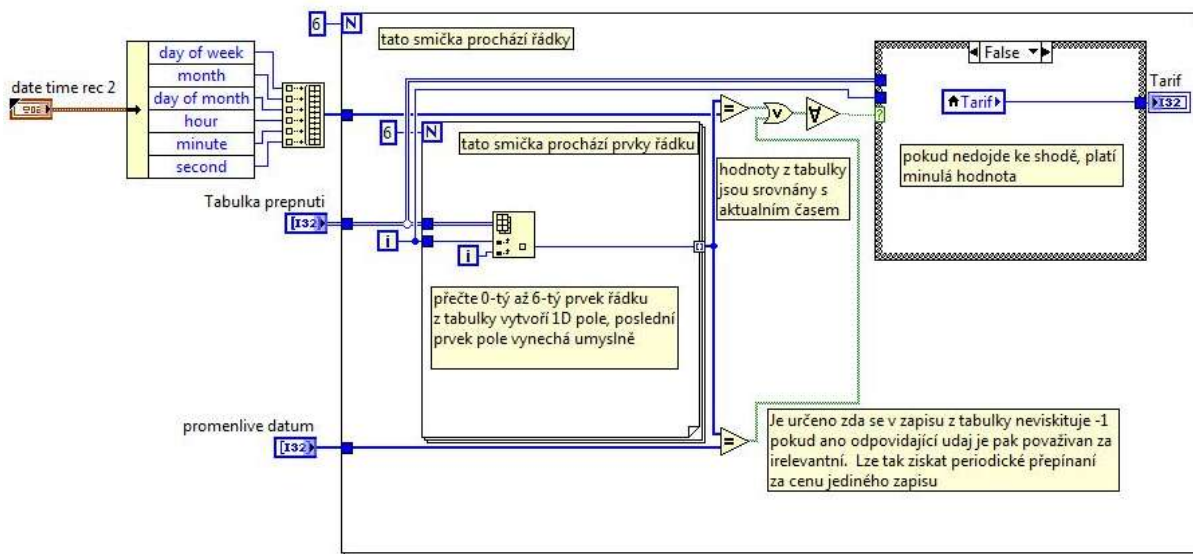 6
N
tato smička prochází řádky
False
day of week
month
day of month
hour
minute
second
date time rec 2
Tarif
I32
Tarif
?
6
N
tato smička prochází prvky řádku
pokud nedojde ke shodě, platí
minulá hodnota
hodnoty z tabulky
jsou srovnány s
aktualním časem
Tabulka prepnuti
[I32]
i
i
přečte 0-tý až 6-tý prvek řádku
z tabulky vytvoří 1D pole, poslední
prvek pole vynechá umyslně
promenlive datum
[I32]
Je určeno zda se v zapisu z tabulky neviskituje -1
pokud ano odpovídající udaj je pak považivan za
irelevantní. Lze tak ziskat periodické přepínaní
za cenu jediného zapisu